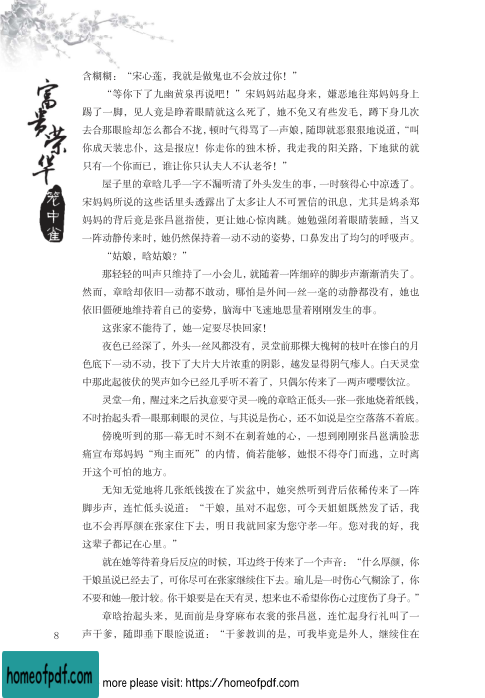 富贵荣华
笼中雀
含糊糊：“宋心莲，我就是做鬼也不会放过你！”
“等你下了九幽黄泉再说吧！”宋妈妈站起身来，嫌恶地往郑妈妈身上
踢了一脚，见人竟是睁着眼睛就这么死了，她不免又有些发毛，蹲下身几次
去合那眼睑却怎么都合不拢，顿时气得骂了一声娘，随即就恶狠狠地说道，“叫
你成天装忠仆，这是报应！你走你的独木桥，我走我的阳关路，下地狱的就
只有一个你而已，谁让你只认夫人不认老爷！”
屋子里的章晗几乎一字不漏听清了外头发生的事，一时骇得心中凉透了。
宋妈妈所说的这些话里头透露出了太多让人不可置信的讯息，尤其是鸩杀郑
妈妈的背后竟是张昌邕指使，更让她心惊肉跳。她勉强闭着眼睛装睡，当又
一阵动静传来时，她仍然保持着一动不动的姿势，口鼻发出了均匀的呼吸声。
“姑娘，晗姑娘？”
那轻轻的叫声只维持了一小会儿，就随着一阵细碎的脚步声渐渐消失了。
然而，章晗却依旧一动都不敢动，哪怕是外间一丝一毫的动静都没有，她也
依旧僵硬地维持着自己的姿势，脑海中飞速地思量着刚刚发生的事。
这张家不能待了，她一定要尽快回家！
夜色已经深了，外头一丝风都没有，灵堂前那棵大槐树的枝叶在惨白的月
色底下一动不动，投下了大片大片浓重的阴影，越发显得阴气瘆人。白天灵堂
中那此起彼伏的哭声如今已经几乎听不着了，只偶尔传来了一两声嘤嘤饮泣。
灵堂一角，醒过来之后执意要守灵一晚的章晗正低头一张一张地烧着纸钱，
不时抬起头看一眼那刺眼的灵位，与其说是伤心，还不如说是空空落落不着底。
傍晚听到的那一幕无时不刻不在刺着她的心，一想到刚刚张昌邕满脸悲
痛宣布郑妈妈“殉主而死”的内情，倘若能够，她恨不得夺门而逃，立时离
开这个可怕的地方。
无知无觉地将几张纸钱拨在了炭盆中，她突然听到背后依稀传来了一阵
脚步声，连忙低头说道：“干娘，虽对不起您，可今天姐姐既然发了话，我
也不会再厚颜在张家住下去，明日我就回家为您守孝一年。您对我的好，我
这辈子都记在心里。”
就在她等待着身后反应的时候，耳边终于传来了一个声音：“什么厚颜，你
干娘虽说已经去了，可你尽可在张家继续住下去。瑜儿是一时伤心气糊涂了，你
不要和她一般计较。你干娘要是在天有灵，想来也不希望你伤心过度伤了身子。”
章晗抬起头来，见面前是身穿麻布衣裳的张昌邕，连忙起身行礼叫了一
声干爹，随即垂下眼睑说道：“干爹教训的是，可我毕竟是外人，继续住在
8
homeofpdf.com
more please visit: https://homeofpdf.com